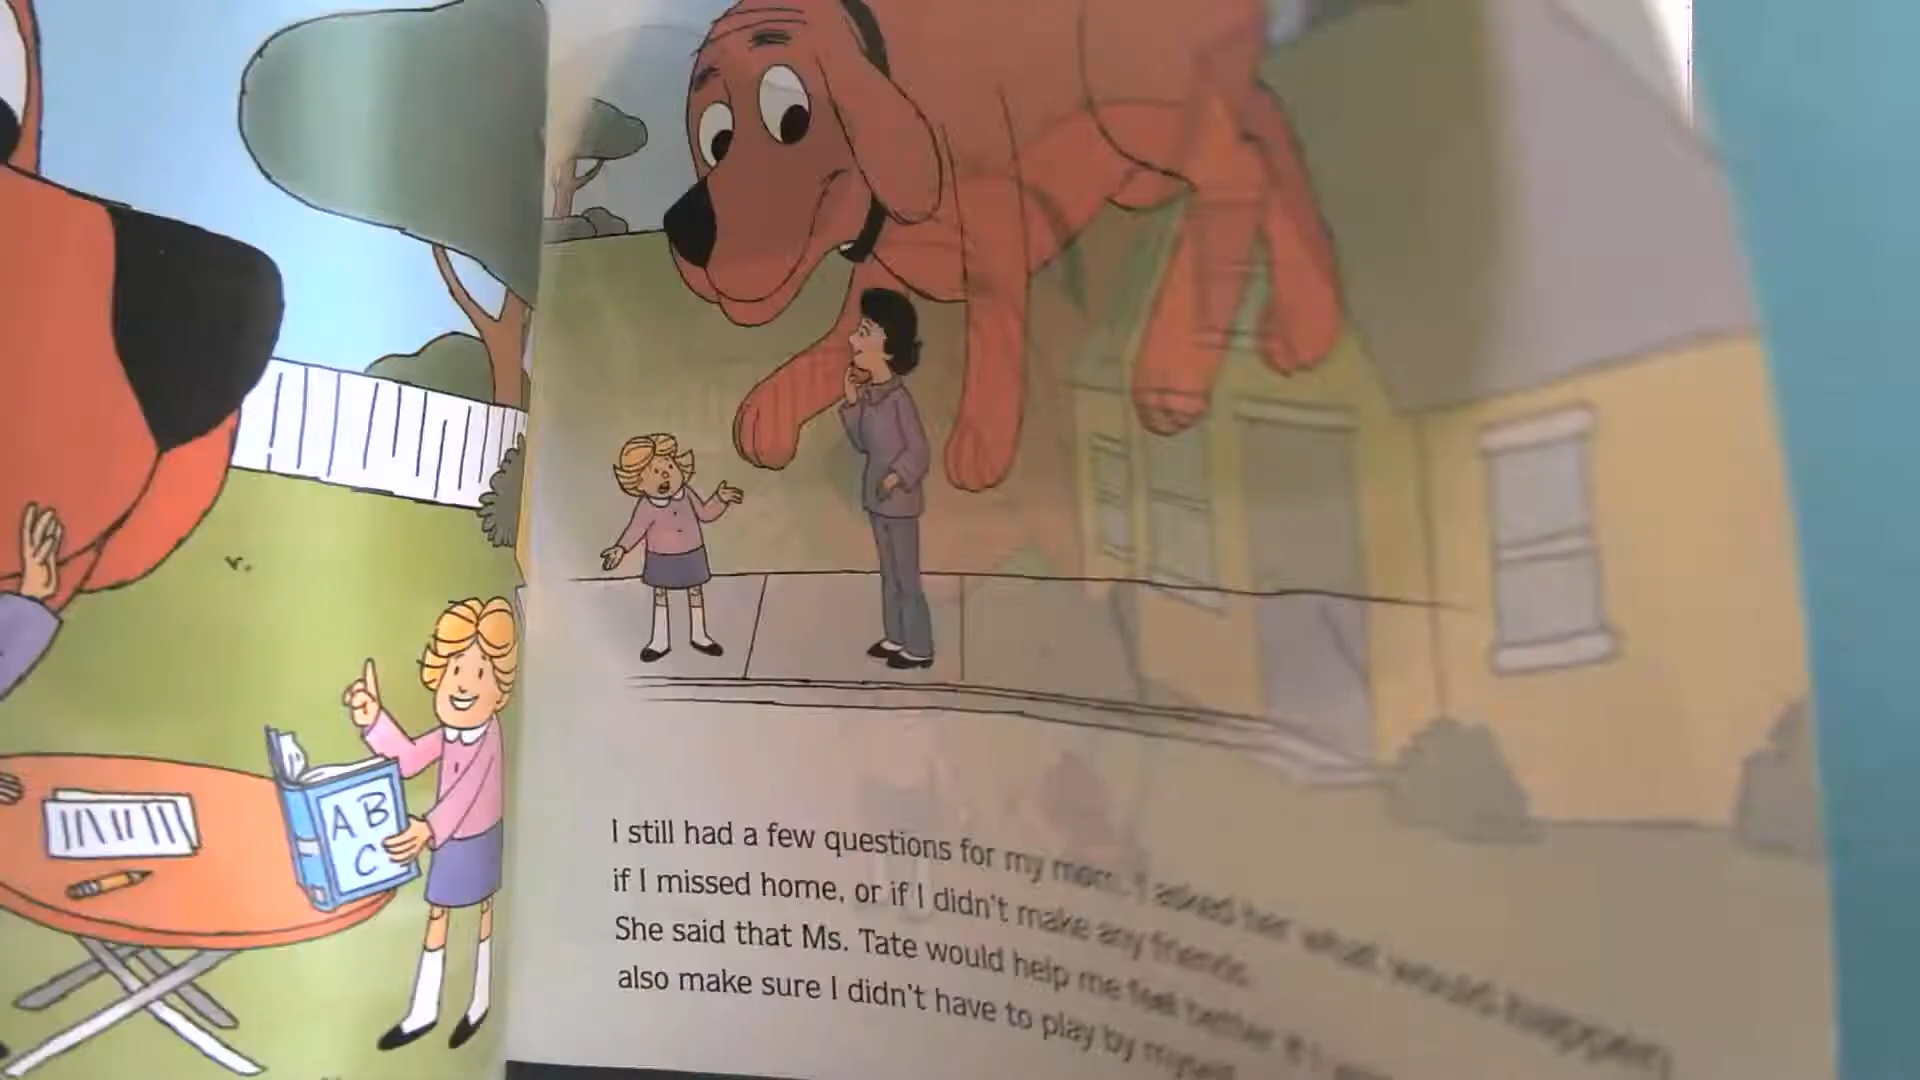 A B
C
I still had a few questions for my mom. I asked her what would happen
if I missed home, or if I didn't make any friends.
She said that Ms. Tate would help me feel better if I
also make sure I didn't have to play by myself.